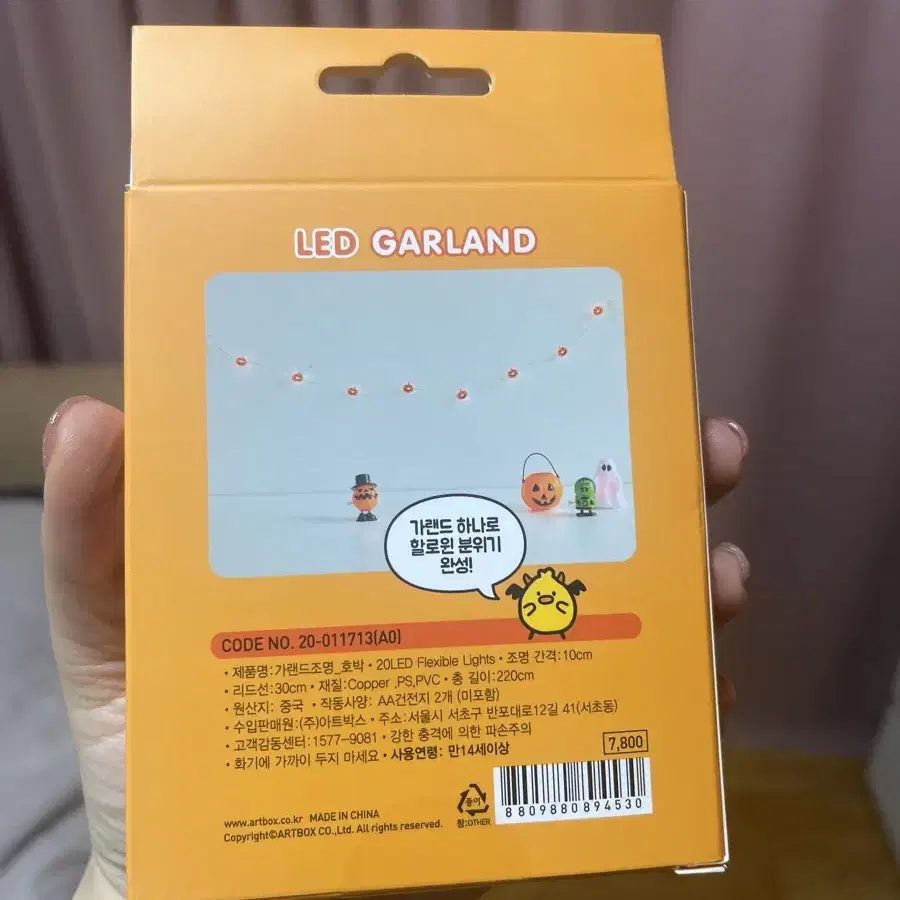 LED GARLAND
가랜드 하나로
할로윈 분위기
완성!
CODE NO. 20-011713(A0)
• 제품명:가랜드조명_호박 • 20LED Flexible Lights • 조명 간격:10cm
• 리드선:30cm • 재질:Copper ,PS,PVC • 총 길이:220cm
• 원산지: 중국 • 작동사양: AA건전지 2개 (미포함)
• 수입판매원:(주)아트박스 • 주소:서울시 서초구 반포대로12길 41(서초동)
• 고객감동센터:1577-9081 • 강한 충격에 의한 파손주의
• 화기에 가까이 두지 마세요 • 사용연령: 만14세이상
7,800
www.artbox.co.kr MADE IN CHINA
Copyright©ARTBOX CO.,Ltd. All rights reserved.
종이
첩:OTHER
8809880894530